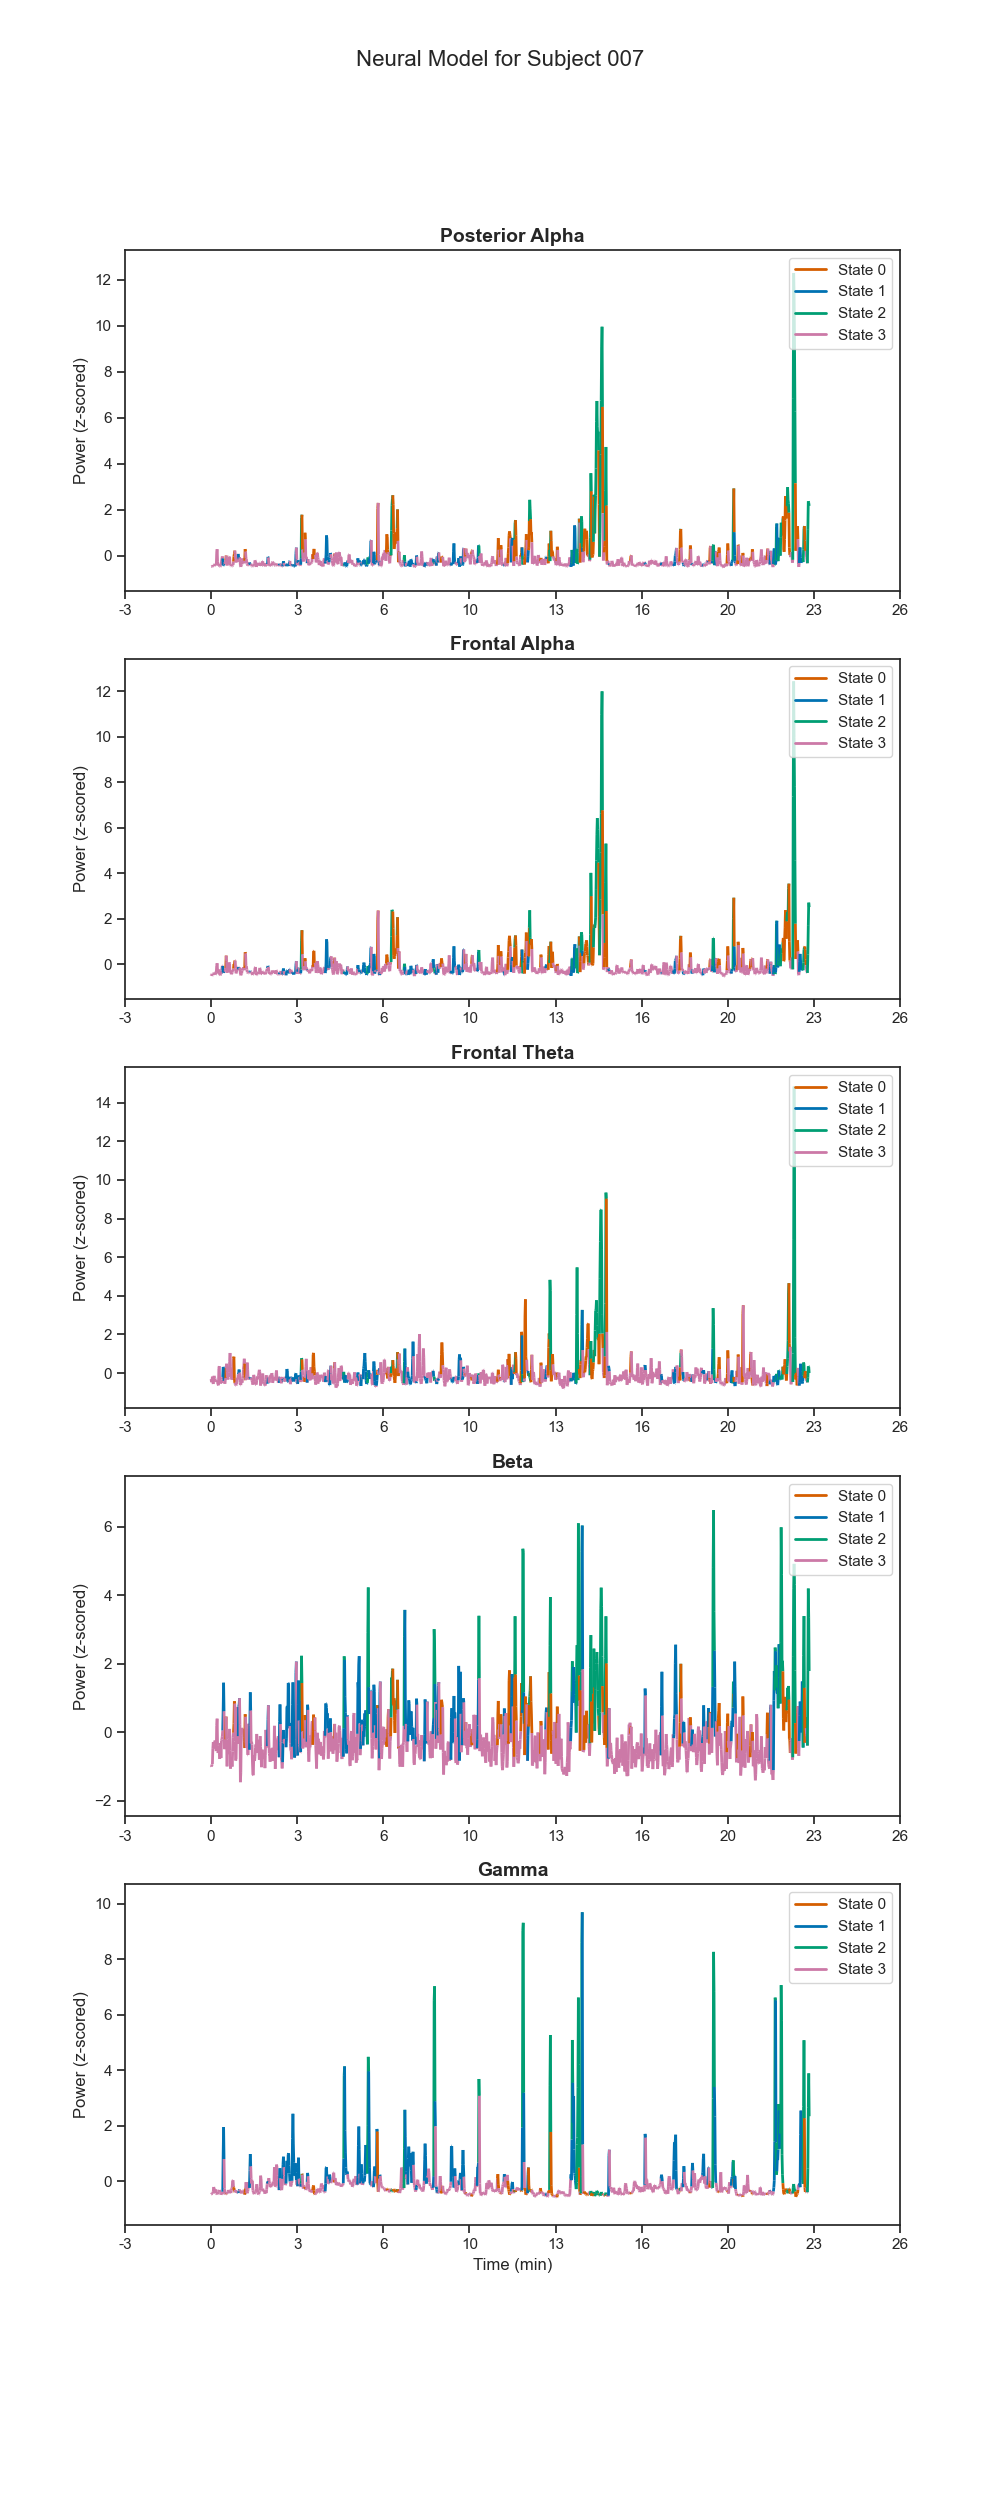 Neural Model for Subject 007
Posterior Alpha
Power (z-scored)
12
10
8
6
4
2
0
-3 0 3 6 10 13 16 20 23 26
State 0
State 1
State 2
State 3
Frontal Alpha
Power (z-scored)
12
10
8
6
4
2
0
-3 0 3 6 10 13 16 20 23 26
State 0
State 1
State 2
State 3
Frontal Theta
Power (z-scored)
14
12
10
8
6
4
2
0
-3 0 3 6 10 13 16 20 23 26
State 0
State 1
State 2
State 3
Beta
Power (z-scored)
6
4
2
0
−2
-3 0 3 6 10 13 16 20 23 26
State 0
State 1
State 2
State 3
Gamma
Power (z-scored)
10
8
6
4
2
0
-3 0 3 6 10 13 16 20 23 26
State 0
State 1
State 2
State 3
Time (min)